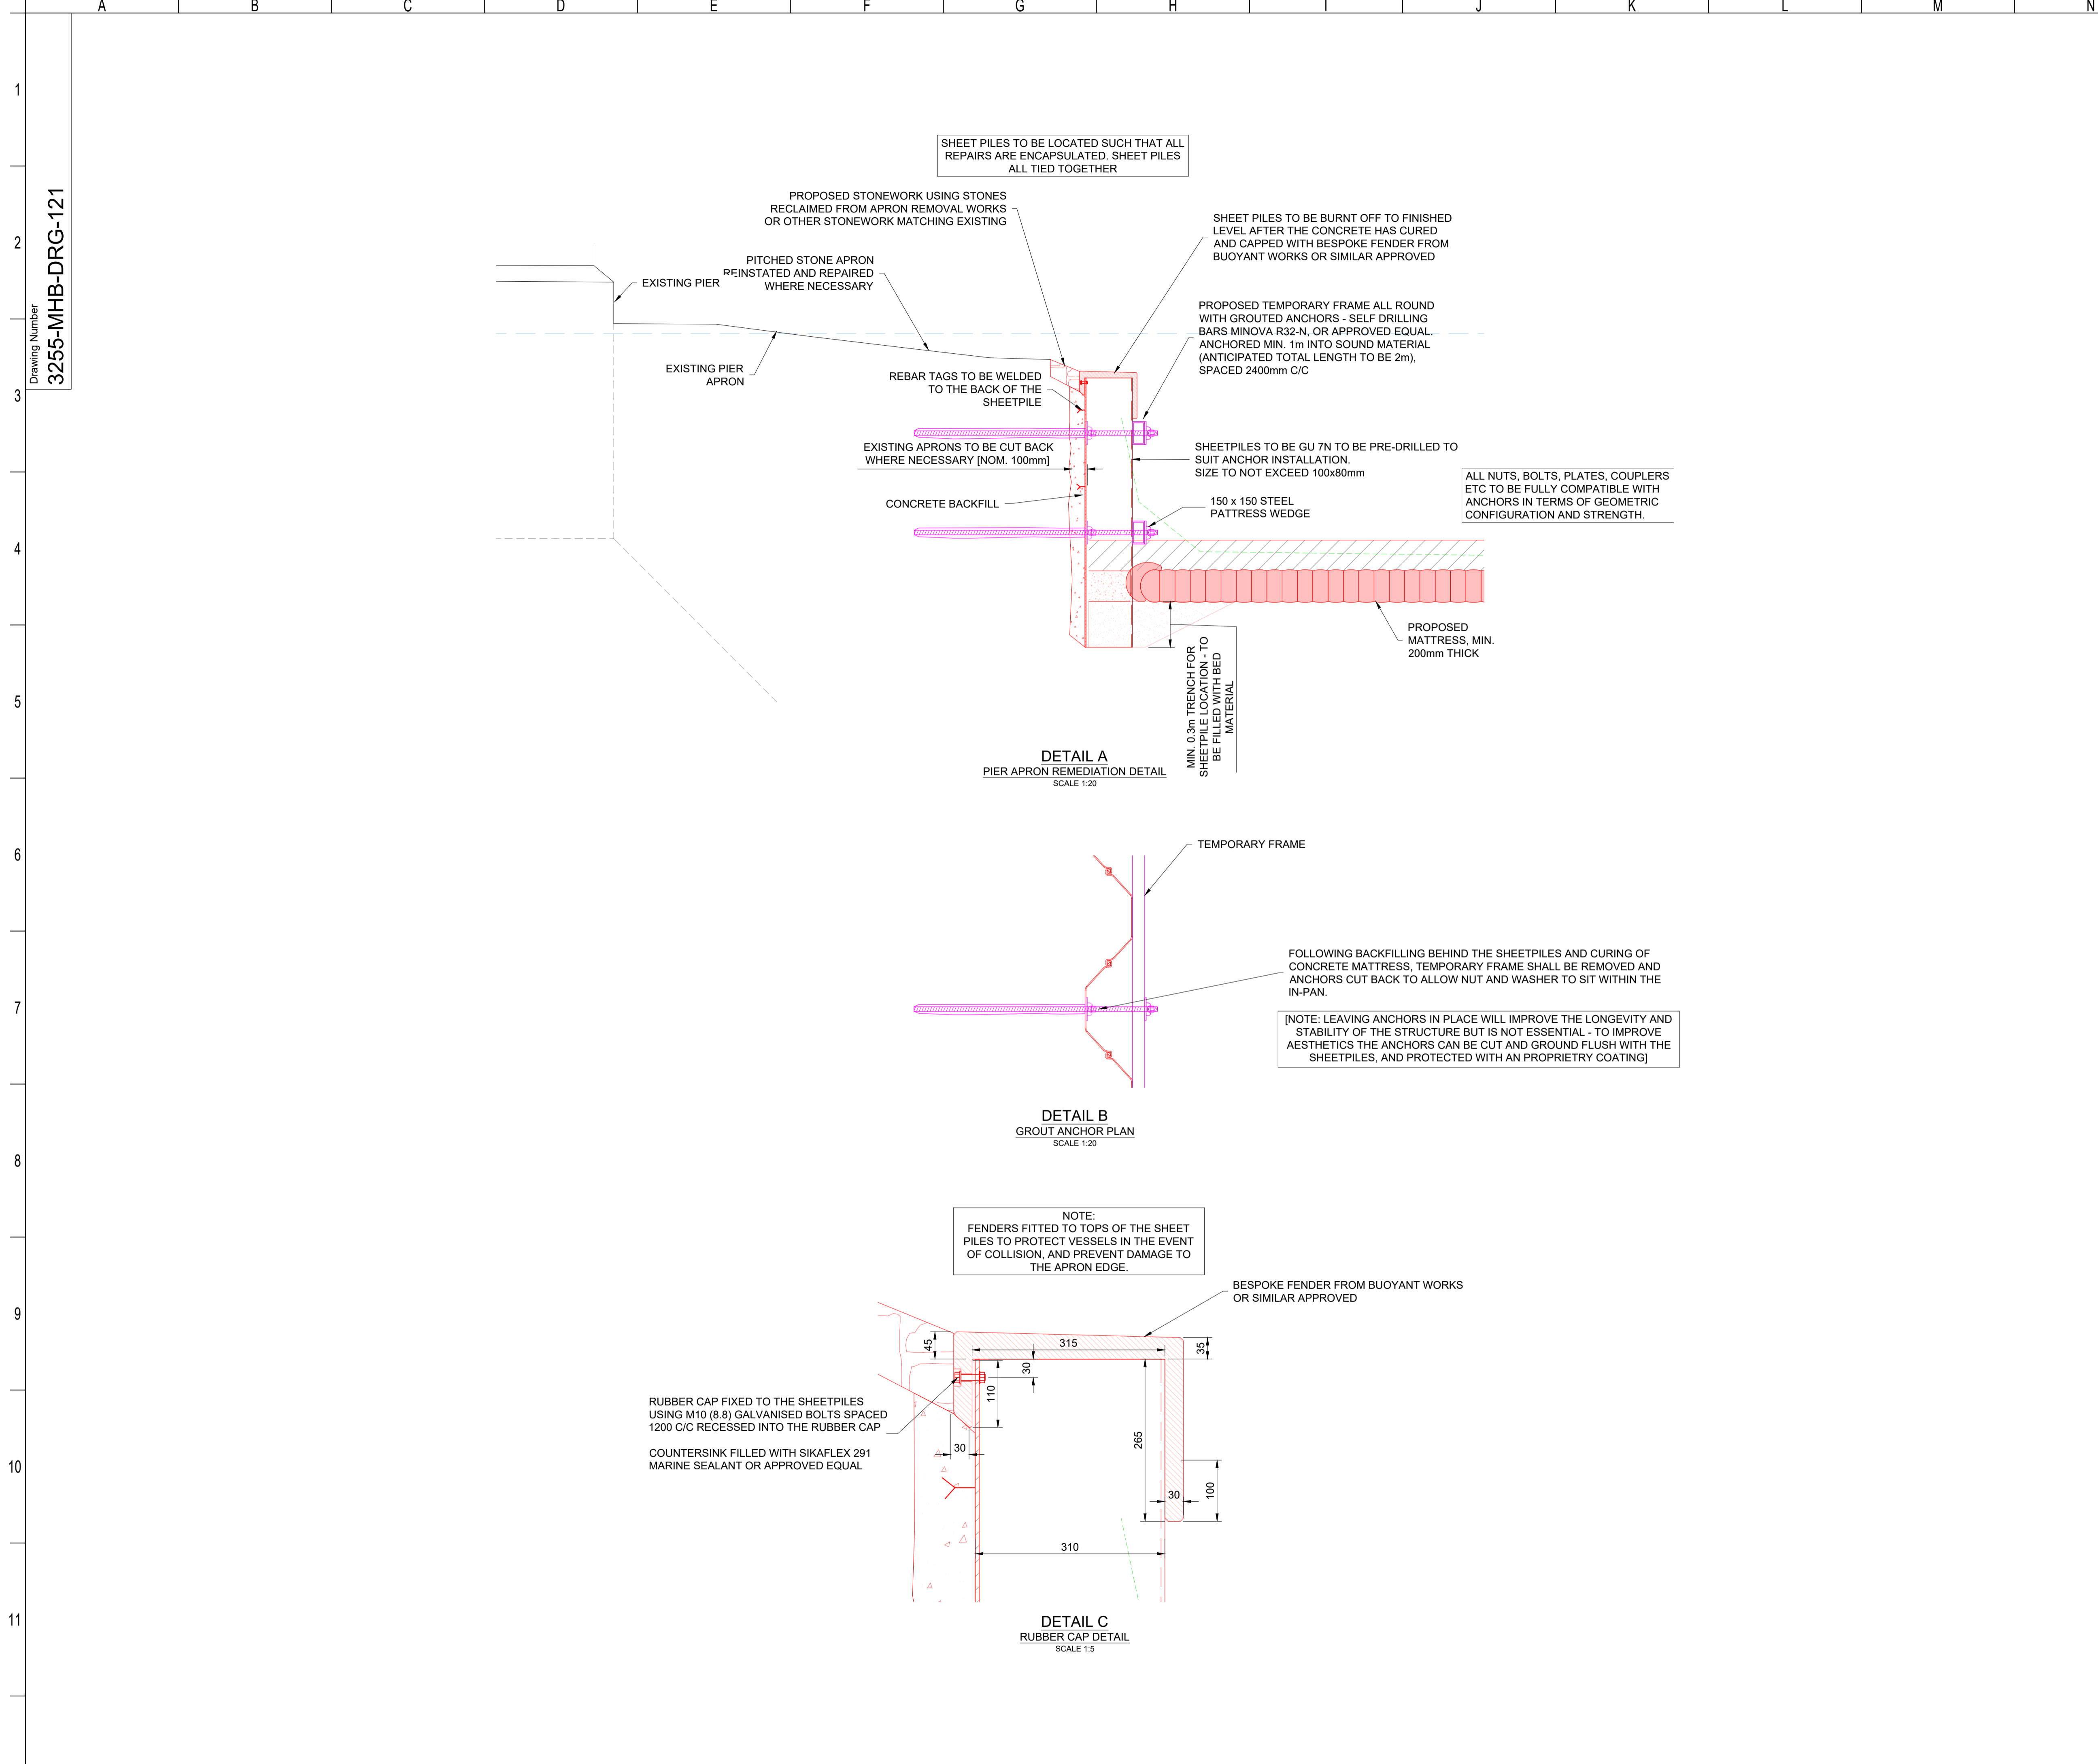 A B C D E F G H I J K L M N
1
2
3
4
5
6
7
8
9
10
11
Drawing Number
3255-MHB-DRG-121
SHEET PILES TO BE LOCATED SUCH THAT ALL
REPAIRS ARE ENCAPSULATED. SHEET PILES
ALL TIED TOGETHER
PROPOSED STONEWORK USING STONES
RECLAIMED FROM APRON REMOVAL WORKS
OR OTHER STONEWORK MATCHING EXISTING
SHEET PILES TO BE BURNT OFF TO FINISHED
LEVEL AFTER THE CONCRETE HAS CURED
AND CAPPED WITH BESPOKE FENDER FROM
BUOYANT WORKS OR SIMILAR APPROVED
EXISTING PIER
PITCHED STONE APRON
REINSTATED AND REPAIRED
WHERE NECESSARY
PROPOSED TEMPORARY FRAME ALL ROUND
WITH GROUTED ANCHORS - SELF DRILLING
BARS MINOVA R32-N, OR APPROVED EQUAL.
ANCHORED MIN. 1m INTO SOUND MATERIAL
(ANTICIPATED TOTAL LENGTH TO BE 2m),
SPACED 2400mm C/C
EXISTING PIER
APRON
REBAR TAGS TO BE WELDED
TO THE BACK OF THE
SHEETPILE
EXISTING APRONS TO BE CUT BACK
WHERE NECESSARY [NOM. 100mm]
SHEETPILES TO BE GU 7N TO BE PRE-DRILLED TO
SUIT ANCHOR INSTALLATION.
SIZE TO NOT EXCEED 100x80mm
ALL NUTS, BOLTS, PLATES, COUPLERS
ETC TO BE FULLY COMPATIBLE WITH
ANCHORS IN TERMS OF GEOMETRIC
CONFIGURATION AND STRENGTH.
CONCRETE BACKFILL
150 x 150 STEEL
PATTRESS WEDGE
PROPOSED
MATTRESS, MIN.
200mm THICK
MIN. 0.3m TRENCH FOR
SHEETPILE LOCATION - TO
BE FILLED WITH BED
MATERIAL
DETAIL A
PIER APRON REMEDIATION DETAIL
SCALE 1:20
TEMPORARY FRAME
FOLLOWING BACKFILLING BEHIND THE SHEETPILES AND CURING OF
CONCRETE MATTRESS, TEMPORARY FRAME SHALL BE REMOVED AND
ANCHORS CUT BACK TO ALLOW NUT AND WASHER TO SIT WITHIN THE
IN-PAN.
[NOTE: LEAVING ANCHORS IN PLACE WILL IMPROVE THE LONGEVITY AND
STABILITY OF THE STRUCTURE BUT IS NOT ESSENTIAL - TO IMPROVE
AESTHETICS THE ANCHORS CAN BE CUT AND GROUND FLUSH WITH THE
SHEETPILES, AND PROTECTED WITH AN PROPRIETRY COATING]
DETAIL B
GROUT ANCHOR PLAN
SCALE 1:20
NOTE:
FENDERS FITTED TO TOPS OF THE SHEET
PILES TO PROTECT VESSELS IN THE EVENT
OF COLLISION, AND PREVENT DAMAGE TO
THE APRON EDGE.
BESPOKE FENDER FROM BUOYANT WORKS
OR SIMILAR APPROVED
45
315
35
30
110
RUBBER CAP FIXED TO THE SHEETPILES
USING M10 (8.8) GALVANISED BOLTS SPACED
1200 C/C RECESSED INTO THE RUBBER CAP
COUNTERSINK FILLED WITH SIKAFLEX 291
MARINE SEALANT OR APPROVED EQUAL
30
265
30
100
310
DETAIL C
RUBBER CAP DETAIL
SCALE 1:5